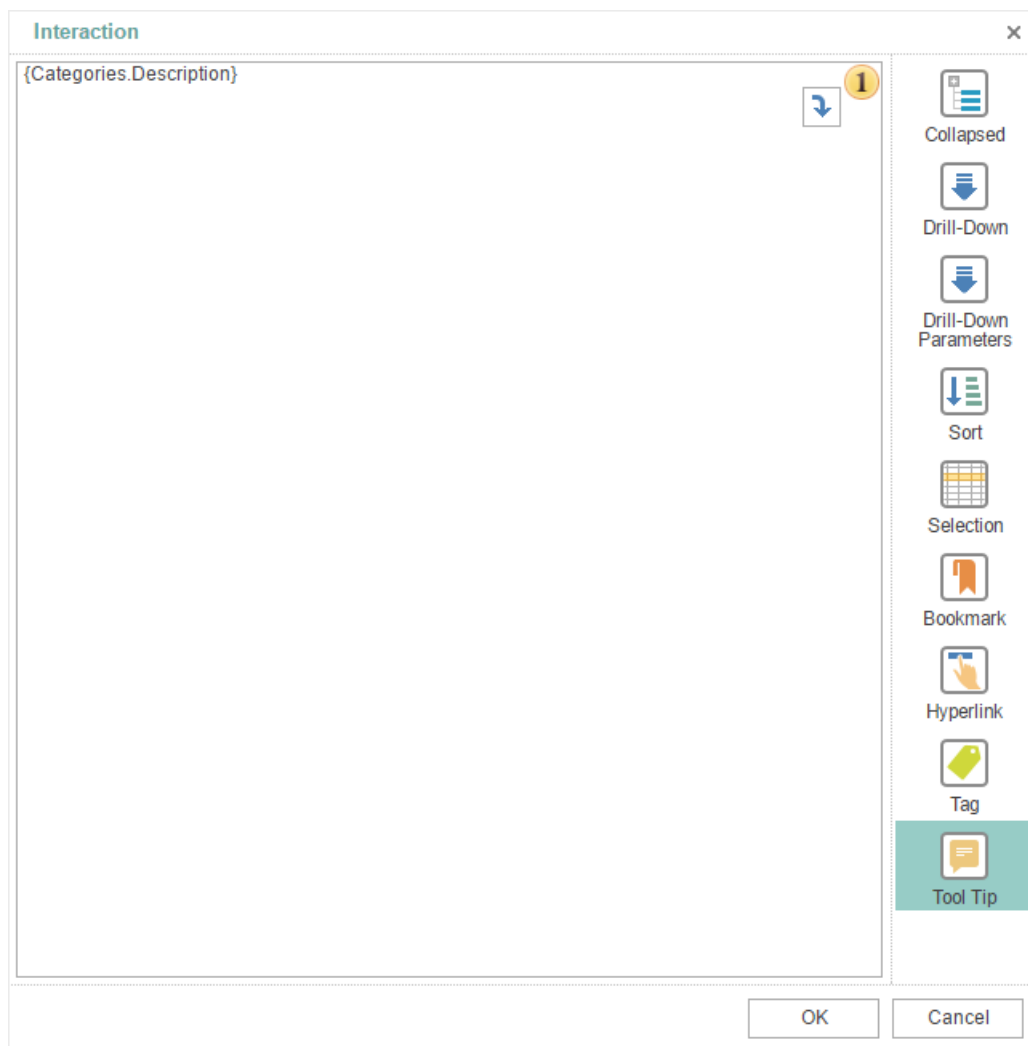 Interaction
{Categories.Description}
1
Collapsed
Drill-Down
Drill-Down
Parameters
Sort
Selection
Bookmark
Hyperlink
Tag
Tool Tip
OK
Cancel